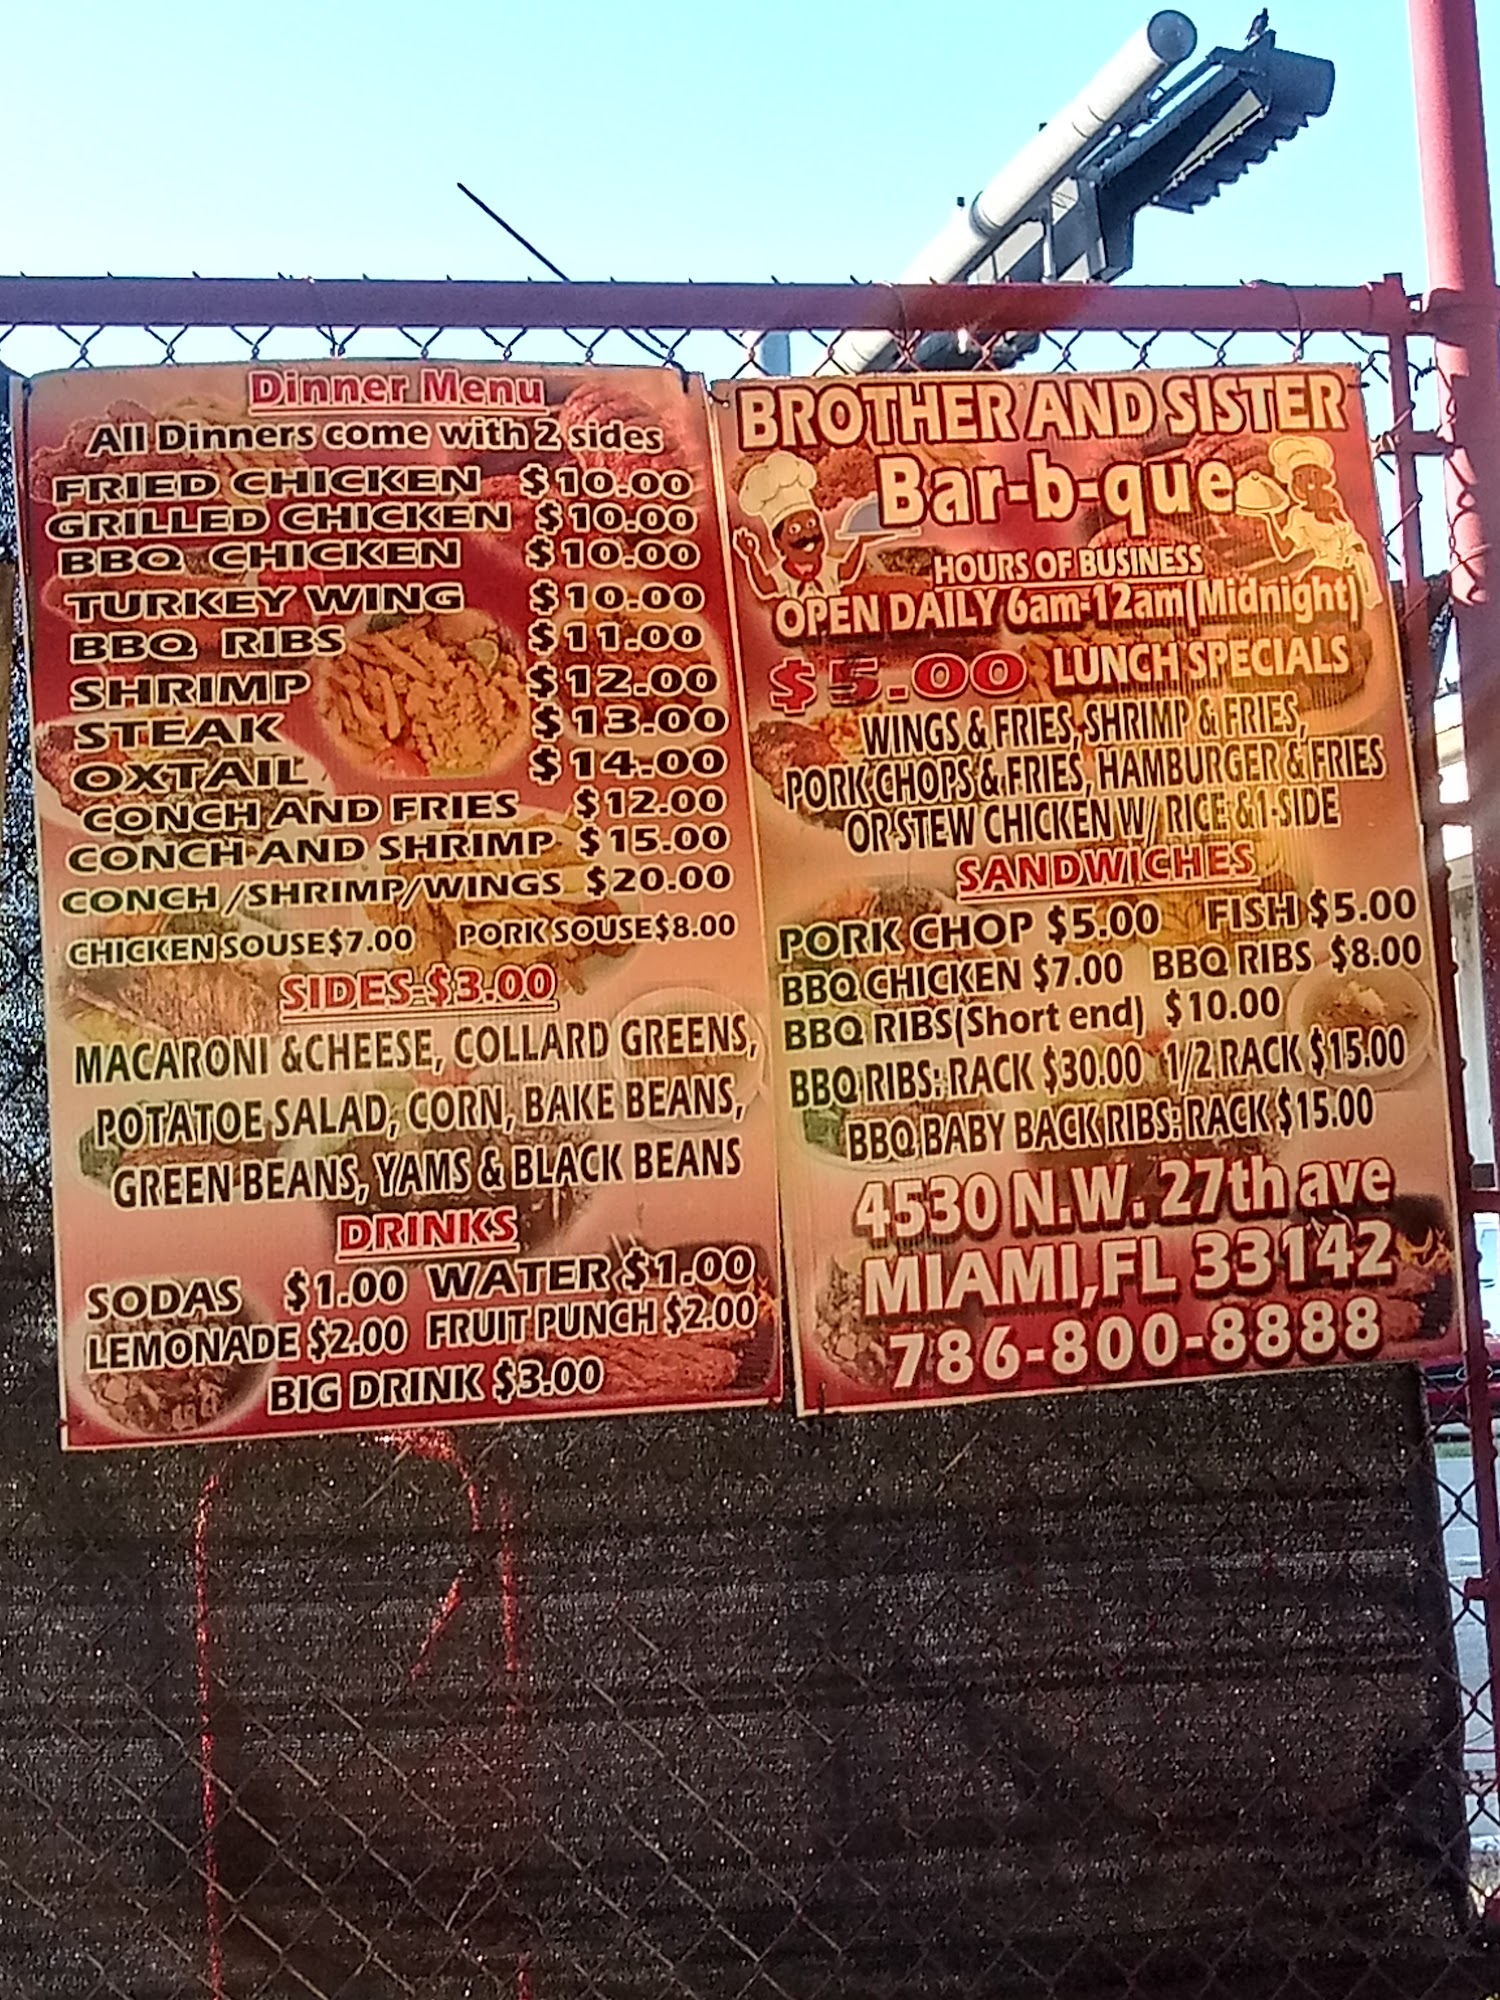 Dinner Menu
All Dinners come with 2 sides
FRIED CHICKEN $10.00
GRILLED CHICKEN $10.00
BBQ CHICKEN $10.00
TURKEY WING $10.00
BBQ RIBS $11.00
SHRIMP $12.00
STEAK $13.00
OXTAIL $14.00
CONCH AND FRIES $12.00
CONCH AND SHRIMP $15.00
CONCH/SHRIMP/WINGS $20.00
CHICKEN SOUSE$7.00 PORK SOUSE$8.00
SIDES-$3.00
MACARONI &CHEESE, COLLARD GREENS,
POTATOE SALAD, CORN, BAKE BEANS,
GREEN BEANS, YAMS & BLACK BEANS
DRINKS
SODAS $1.00 WATER $1.00
LEMONADE $2.00 FRUIT PUNCH $2.00
BIG DRINK $3.00
BROTHER AND SISTER
Bar-b-que
HOURS OF BUSINESS
OPEN DAILY 6am-12am(Midnight)
$5.00 LUNCH SPECIALS
WINGS & FRIES, SHRIMP & FRIES,
PORK CHOPS & FRIES, HAMBURGER & FRIES
OR STEW CHICKEN W/ RICE &1-SIDE
SANDWICHES
PORK CHOP $5.00 FISH $5.00
BBQ CHICKEN $7.00 BBQ RIBS $8.00
BBQ RIBS(Short end) $10.00
BBQ RIBS: RACK $30.00 1/2 RACK $15.00
BBQ BABY BACK RIBS: RACK $15.00
4530 N.W. 27th ave
MIAMI,FL 33142
786-800-8888